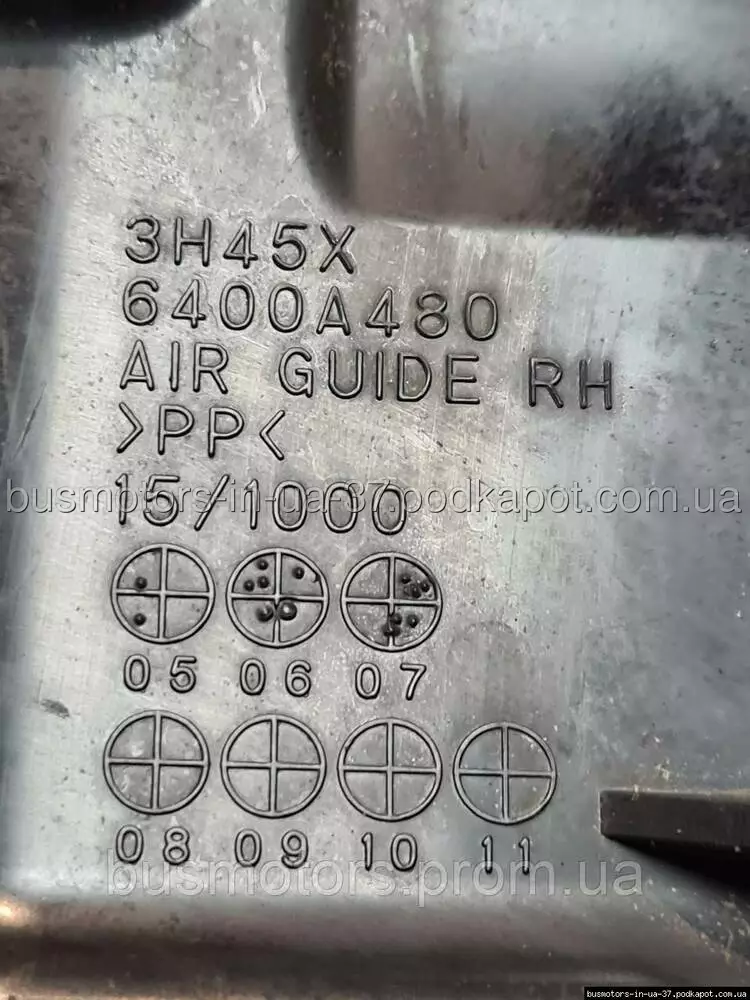 3H45X
6400A480
AIR GUIDE RH
>PP<
busmotors-in-ua-37.podkapot.com.ua
15/1000
05 06 07
08 09 10 11
busmotors.prom.ua
busmotors-in-ua-37.podkapot.com.ua